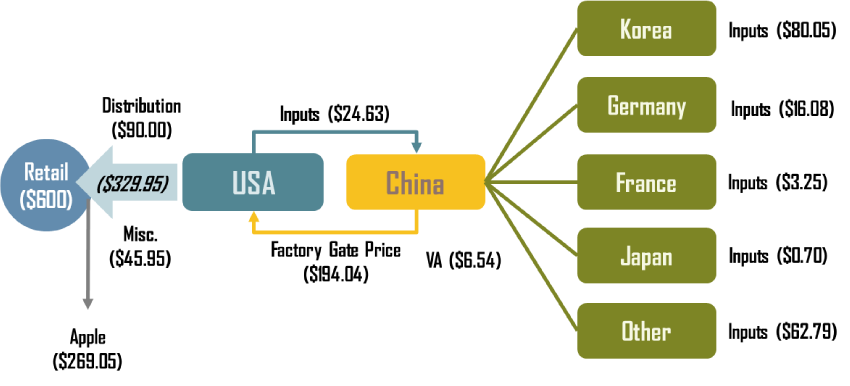 Distribution
($90.00)
Retail
($600)
($329.95)
Misc.
($45.95)
Apple
($269.05)
USA
Inputs ($24.63)
China
Factory Gate Price
($194.04)
VA ($6.54)
Korea
Inputs ($80.05)
Germany
Inputs ($16.08)
France
Inputs ($3.25)
Japan
Inputs ($0.70)
Other
Inputs ($62.79)